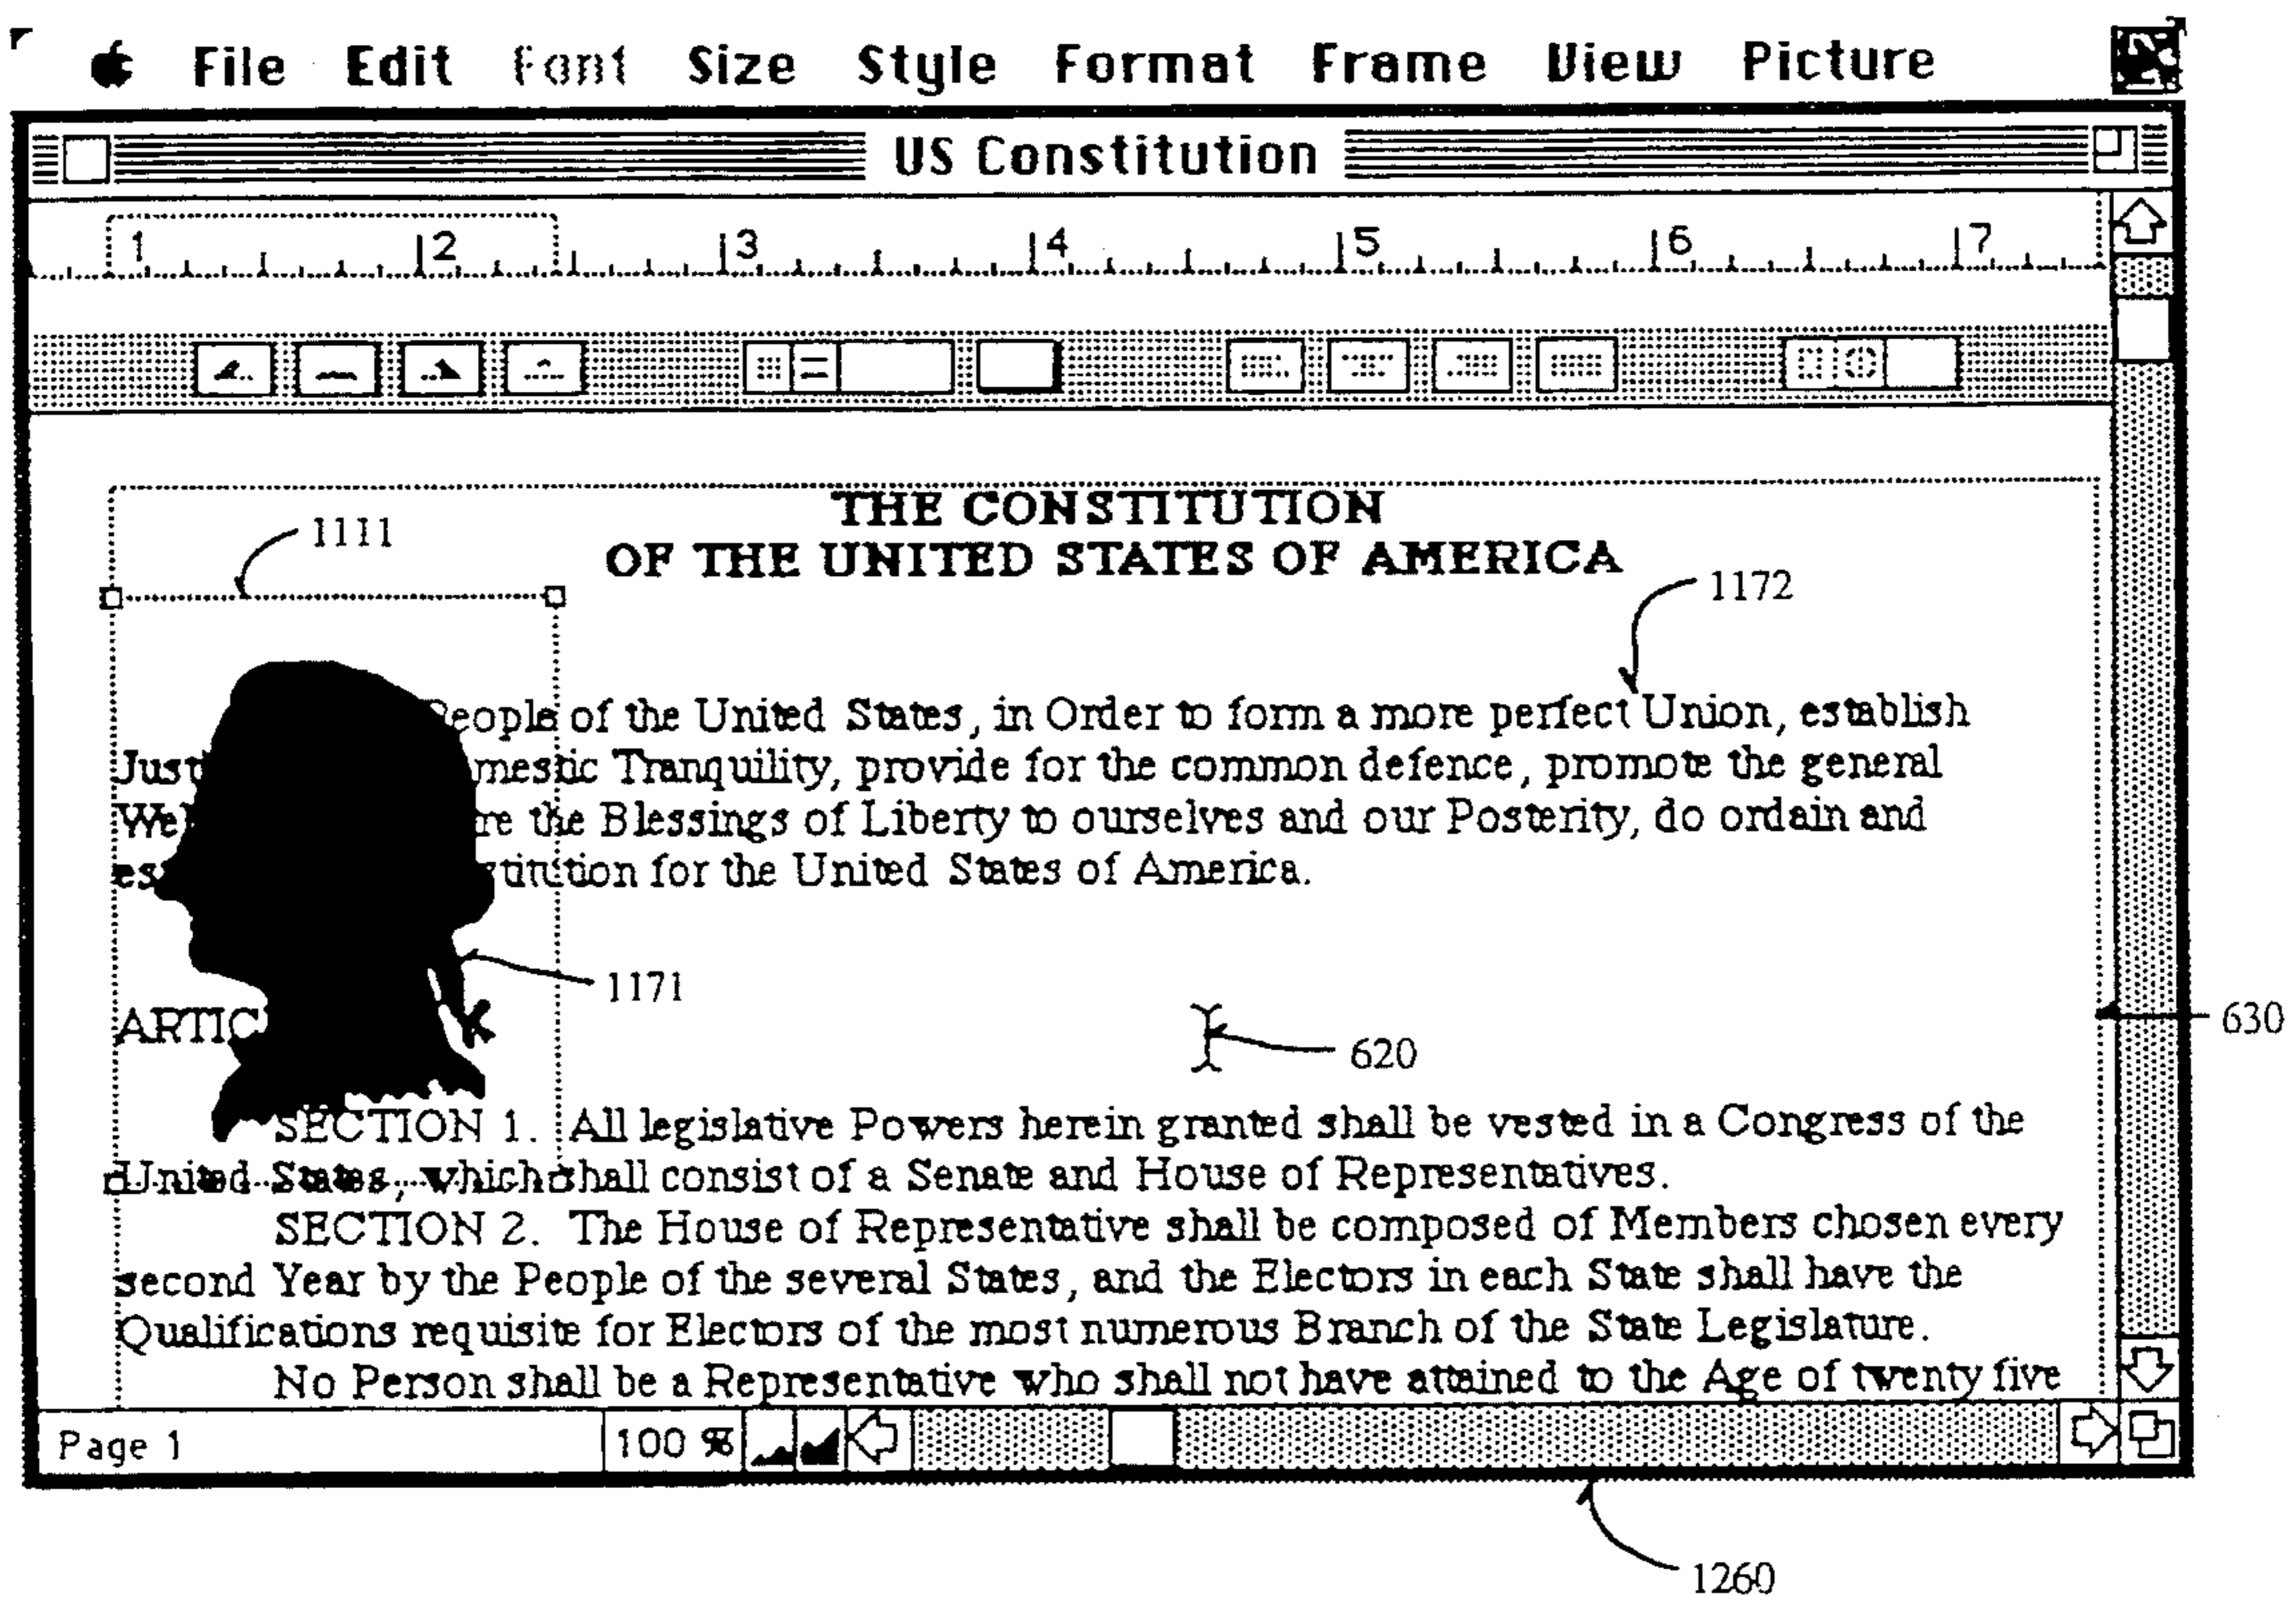 File Edit Font Size Style Format Frame View Picture
US Constitution
1 2 3 4 5 6 7
THE CONSTITUTION
1111
OF THE UNITED STATES OF AMERICA
1172
People of the United States, in Order to form a more perfect Union, establish
Just mestic Tranquility, provide for the common defence, promote the general
Wel re the Blessings of Liberty to ourselves and our Posterity, do ordain and
es titution for the United States of America.
1171
ARTIC
630
620
SECTION 1. All legislative Powers herein granted shall be vested in a Congress of the
United States, which shall consist of a Senate and House of Representatives.
SECTION 2. The House of Representative shall be composed of Members chosen every
second Year by the People of the several States, and the Electors in each State shall have the
Qualifications requisite for Electors of the most numerous Branch of the State Legislature.
No Person shall be a Representative who shall not have attained to the Age of twenty five
Page 1 100 %
1260